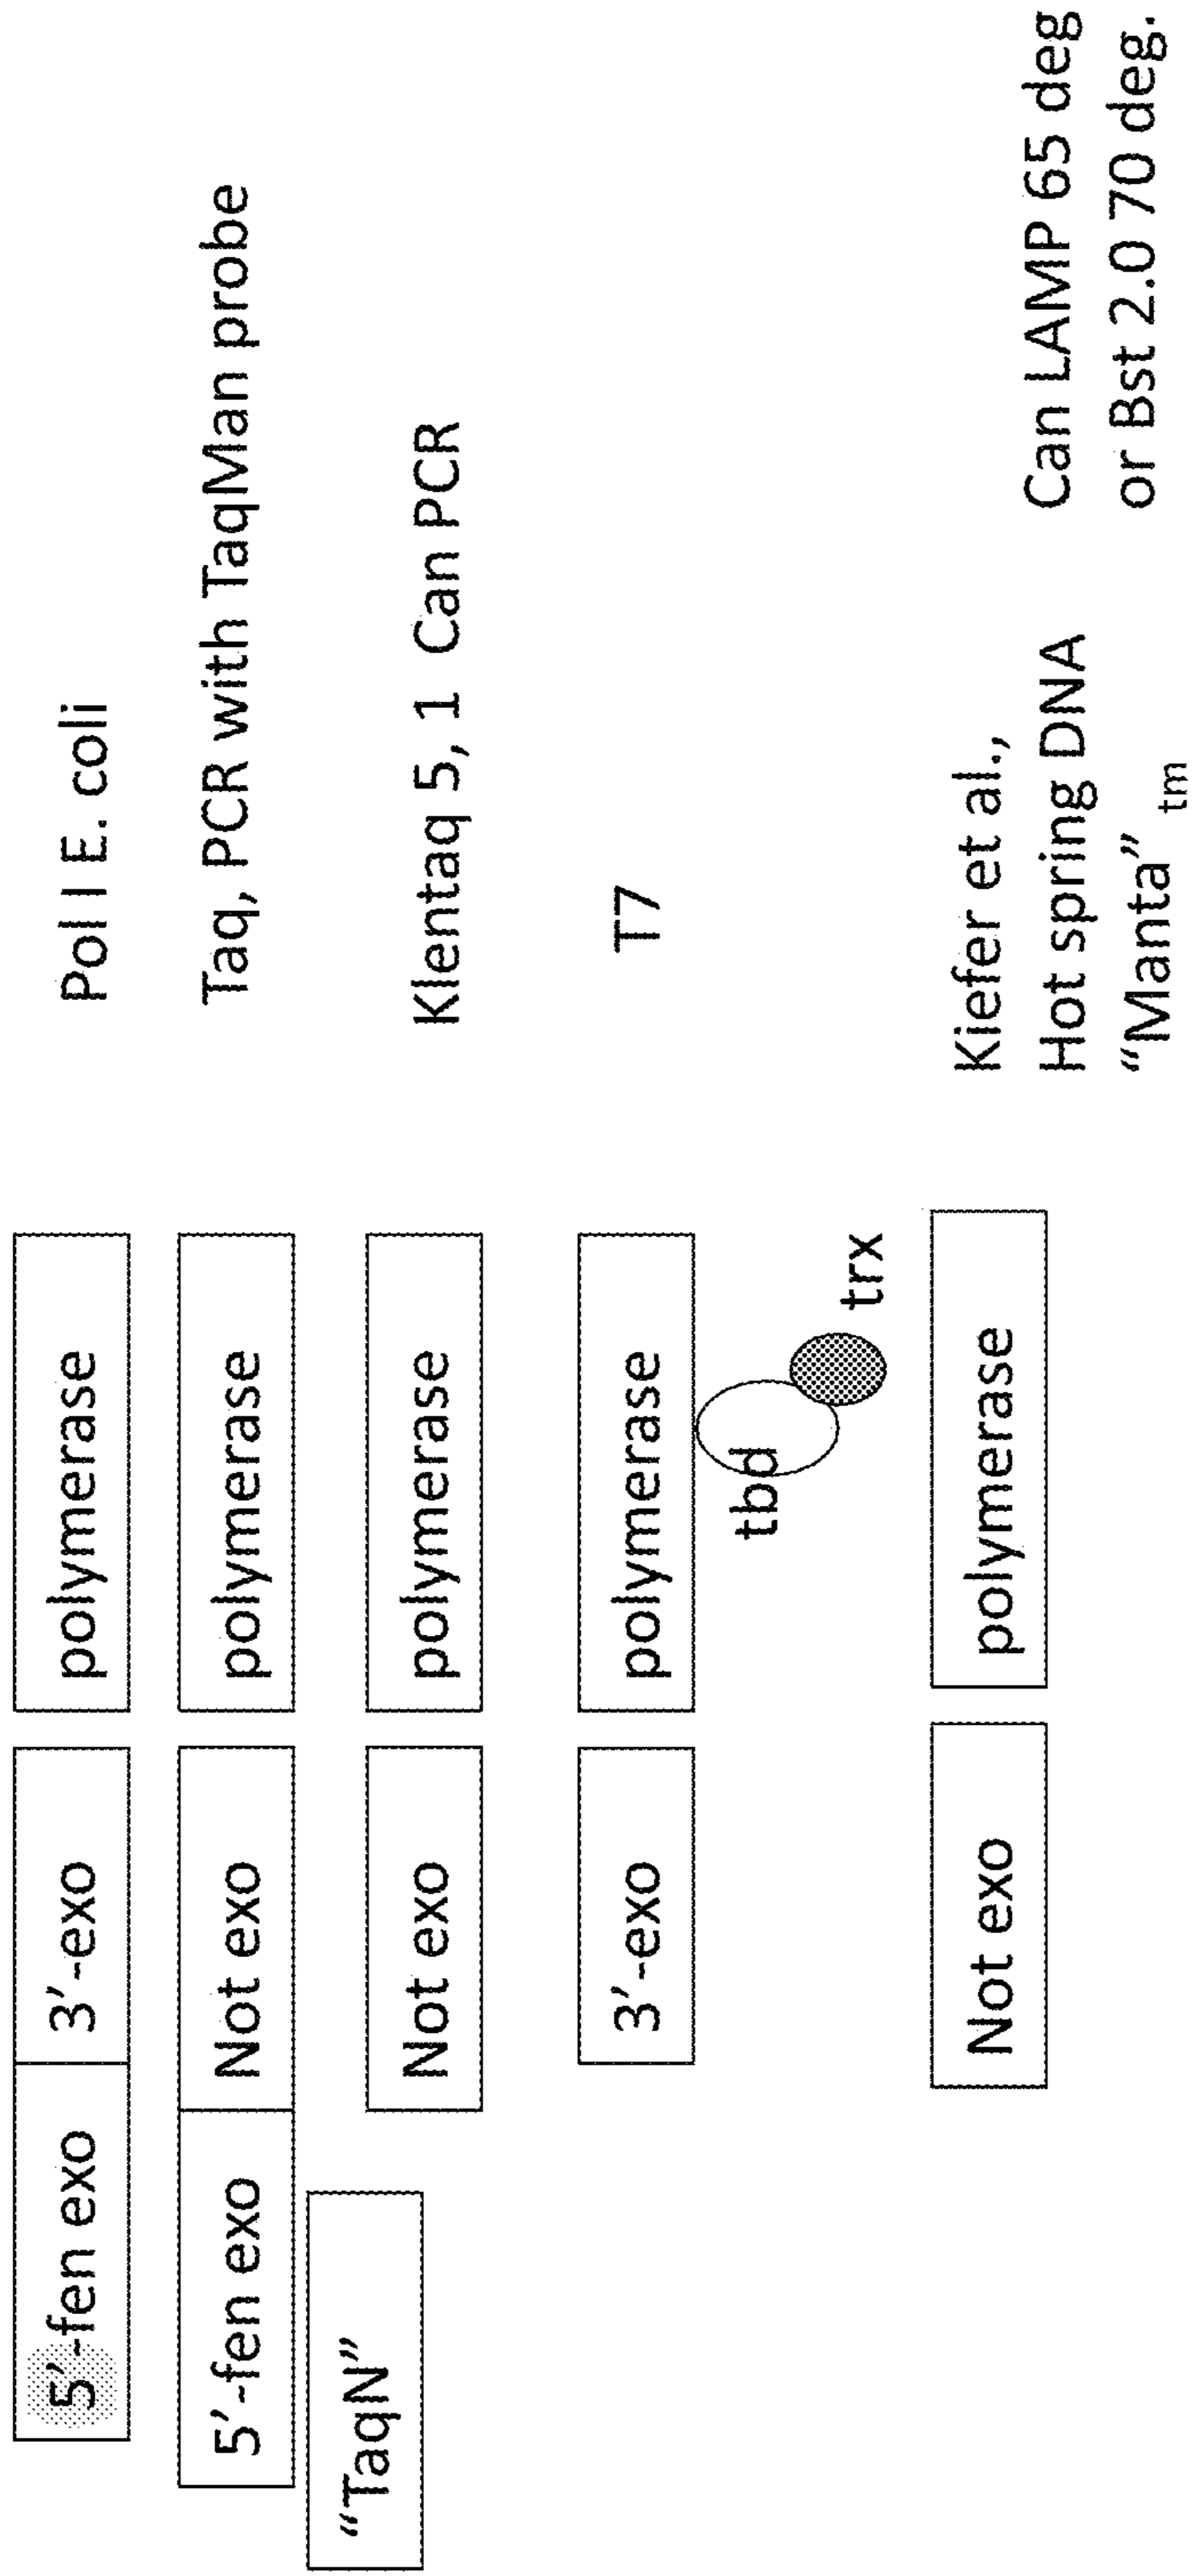 5'-fen exo 3'-exo polymerase Pol I E. coli
5'-fen exo Not exo polymerase Taq, PCR with TaqMan probe
"TaqN"
Not exo polymerase Klentaq 5, 1 Can PCR
3'-exo polymerase T7
tbd
trx
Not exo polymerase
Kiefer et al.,
Hot spring DNA
"Manta" tm
Can LAMP 65 deg
or Bst 2.0 70 deg.